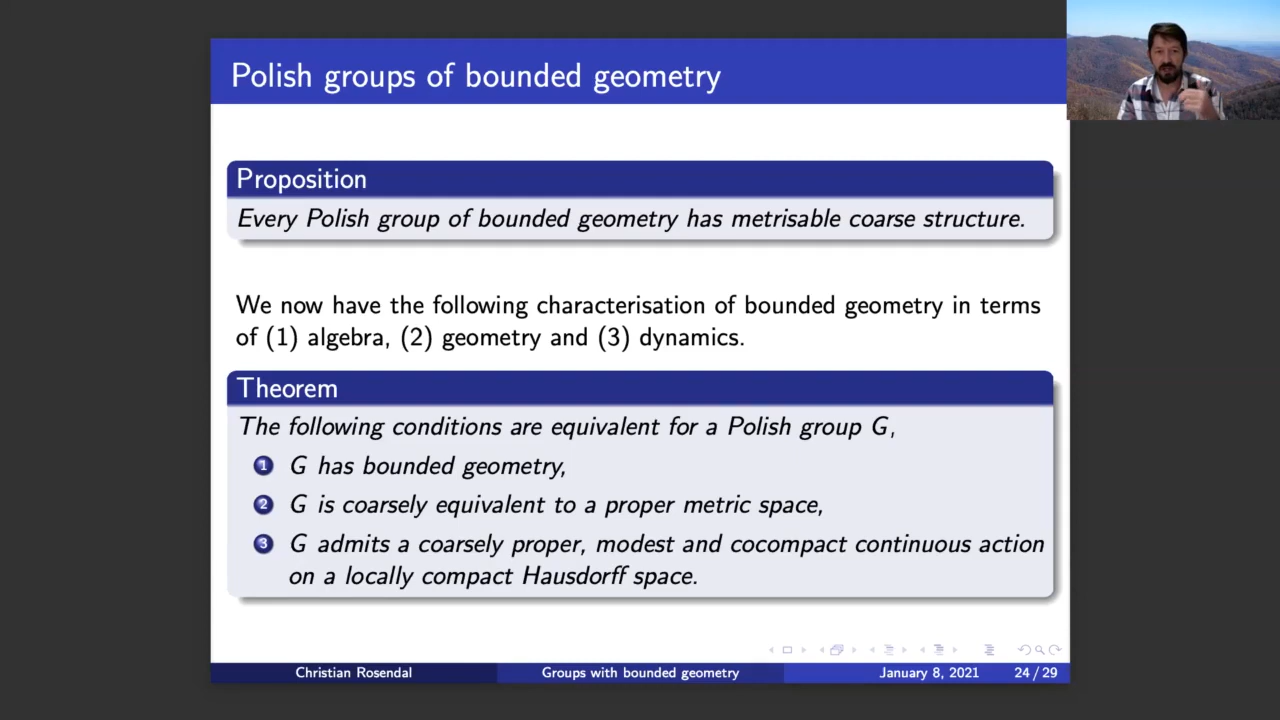 Polish groups of bounded geometry
Proposition
Every Polish group of bounded geometry has metrisable coarse structure.
We now have the following characterisation of bounded geometry in terms
of (1) algebra, (2) geometry and (3) dynamics.
Theorem
The following conditions are equivalent for a Polish group G,
1 G has bounded geometry,
2 G is coarsely equivalent to a proper metric space,
3 G admits a coarsely proper, modest and cocompact continuous action
on a locally compact Hausdorff space.
Christian Rosendal Groups with bounded geometry January 8, 2021 24 / 29